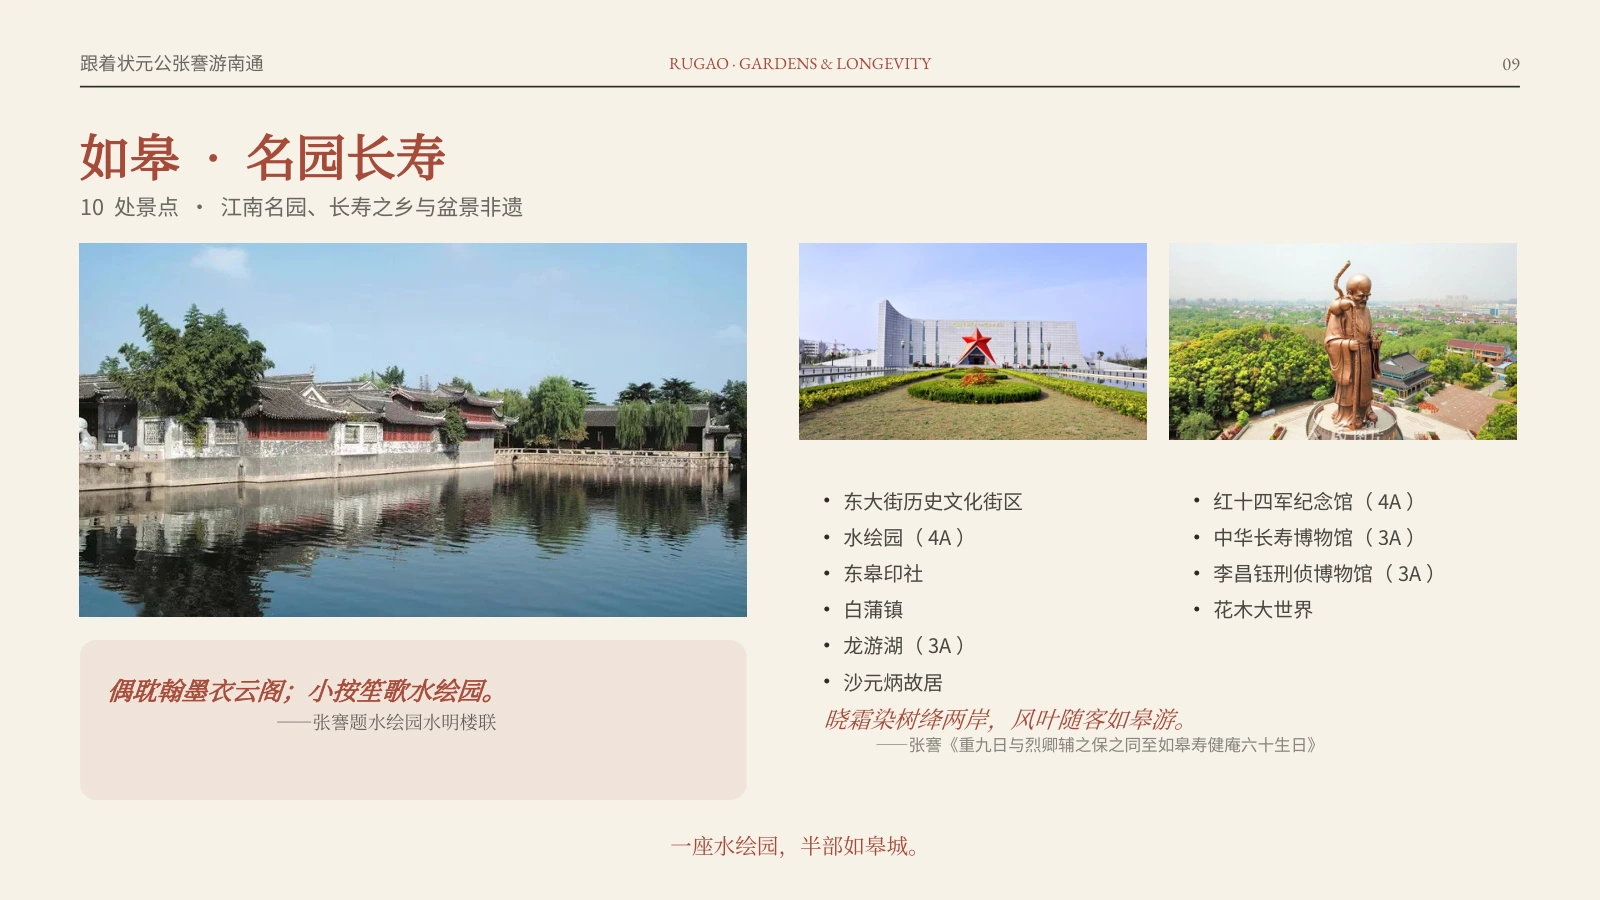 跟着状元公张謇游南通
RUGAO · GARDENS & LONGEVITY
09
如皋 · 名园长寿
10 处景点 · 江南名园、长寿之乡与盆景非遗
偶耽翰墨衣云阁；小按笙歌水绘园。
——张謇题水绘园水明楼联
• 东大街历史文化街区
• 水绘园（4A）
• 东皋印社
• 白蒲镇
• 龙游湖（3A）
• 沙元炳故居
• 红十四军纪念馆（4A）
• 中华长寿博物馆（3A）
• 李昌钰刑侦博物馆（3A）
• 花木大世界
晓霜染树绛两岸，风叶随客如皋游。
——张謇《重九日与烈卿辅之保之同至如皋寿健庵六十生日》
一座水绘园，半部如皋城。